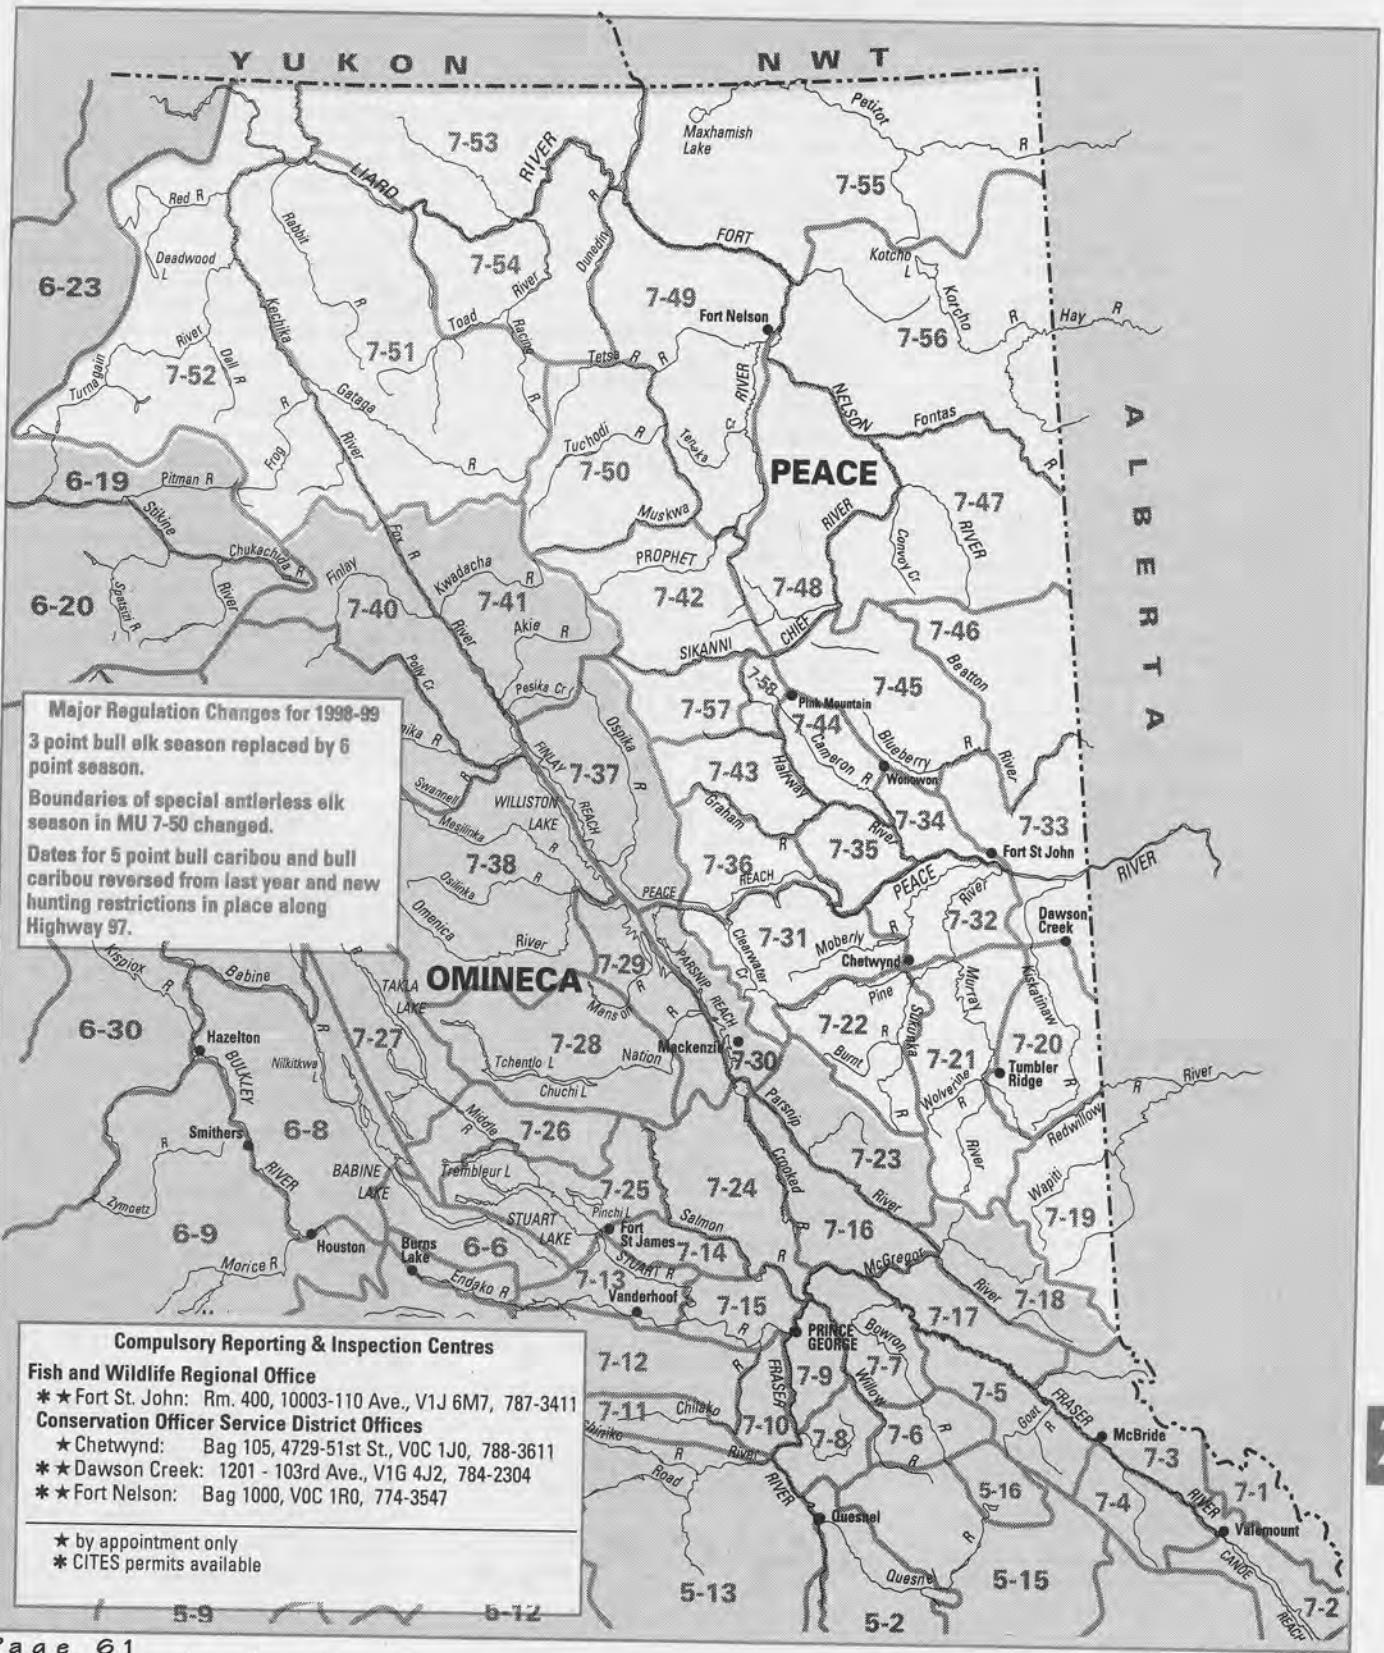 YUKON
NWT
Petitot
R
Maxhamish
Lake
7-53
RIVER
LIARD
7-55
Red R
Rabbit
R
Deadwood
L
Dunedin
R
FORT
Kotcho
L
6-23
7-54
River
Toad
Racing
R
7-49
Fort Nelson
Kotcho
R
Hay R
7-56
Kechika
River
Turnagain
River
Dall R
7-52
7-51
Gataga
R
Tetsa R
R
RIVER
NELSON
Fontas
R
ALBERTA
Frog
R
Tuchodi R
7-50
Cr
PEACE
6-19
Pitman R
Muskwa
7-47
RIVER
RIVER
Stikine
Chukachida R
Fox R
Finlay
Kwadacha
R
PROPHET
Convoy Cr
6-20
Spatsizi R
River
7-40
7-41
Akie R
River
7-42
7-48
SIKANNI
CHIEF
7-46
Beatton
River
Polly Cr
Pesika Cr
7-58
Pink Mountain
7-45
7-57
7-44
Major Regulation Changes for 1998-99
3 point bull elk season replaced by 6
point season.
Boundaries of special antlerless elk
season in MU 7-50 changed.
Dates for 5 point bull caribou and bull
caribou reversed from last year and new
hunting restrictions in place along
Highway 97.
nika R
Ospika
R
FINLAY
REACH
7-37
Cameron R
Blueberry
R
Wonowon
7-43
Halfway
River
Swannell
R
WILLISTON
LAKE
Mesilinka
R
Graham
R
7-34
7-33
7-38
7-36
7-35
Fort St John
RIVER
Osilinka
R
PEACE
REACH
PEACE
River
7-32
Dawson
Creek
Omenica
River
7-31
Moberly
R
Clearwater
Cr
Chetwynd
Kispiox
R
Babine
R
TAKLA
LAKE
OMINECA
7-29
Manson
R
PARSNIP
REACH
Pine
Murray
Kiskatinaw
R
6-30
Hazelton
7-27
7-28
7-22
R
Sukunka
R
7-20
BULKLEY
RIVER
Nilkitkwa
L
Tchentlo L
Nation
R
Mackenzie
7-30
Burnt
7-21
Tumbler
Ridge
Chuchi L
Wolverine
R
River
R
River
Redwillow
Smithers
6-8
Middle
R
7-26
Parsnip
River
Crooked
R
7-23
River
Wapiti
R
BABINE
LAKE
Trembleur L
7-25
7-24
Zymoetz
Pinchi L
7-19
6-9
Houston
STUART
LAKE
Fort
St James
Salmon
R
7-16
Burns
Lake
6-6
7-14
McGregor
River
Morice R
Endako R
7-13
STUART R
Vanderhoof
7-15
R
7-17
7-18
Compulsory Reporting & Inspection Centres
Fish and Wildlife Regional Office
✱ ★ Fort St. John: Rm. 400, 10003-110 Ave., V1J 6M7, 787-3411
Conservation Officer Service District Offices
★ Chetwynd: Bag 105, 4729-51st St., V0C 1J0, 788-3611
✱ ★ Dawson Creek: 1201 - 103rd Ave., V1G 4J2, 784-2304
✱ ★ Fort Nelson: Bag 1000, V0C 1R0, 774-3547
★ by appointment only
✱ CITES permits available
PRINCE
GEORGE
Bowron
R
7-12
R
FRASER
RIVER
7-9
7-7
Willow
R
7-5
7-11
Chilako
7-10
7-8
7-6
Goat
R
FRASER
RIVER
McBride
7-3
R
River
Road
5-16
7-4
7-1
Quesnel
Valemount
R
Quesnel
5-15
CANOE
REACH
5-13
5-2
7-2
5-9
5-12
Page 61